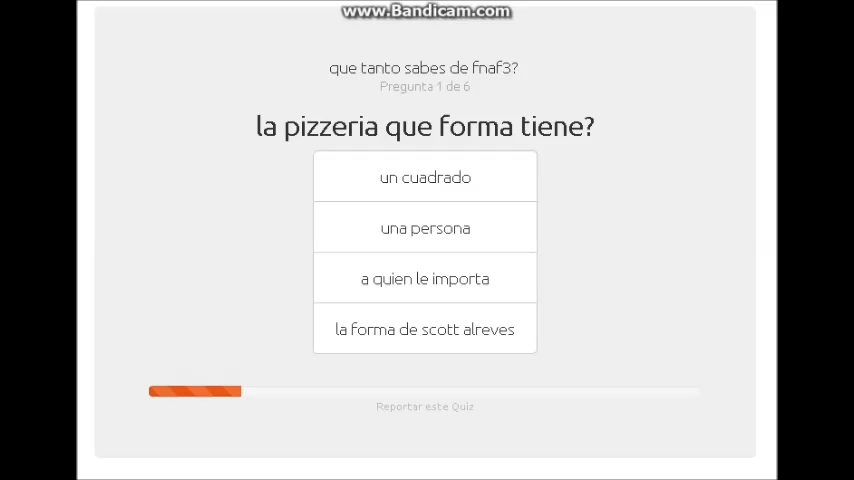 www.Bandicam.com
que tanto sabes de fnaf3?
Pregunta 1 de 6
la pizzeria que forma tiene?
un cuadrado
una persona
a quien le importa
la forma de scott alreves
Reportar este Quiz